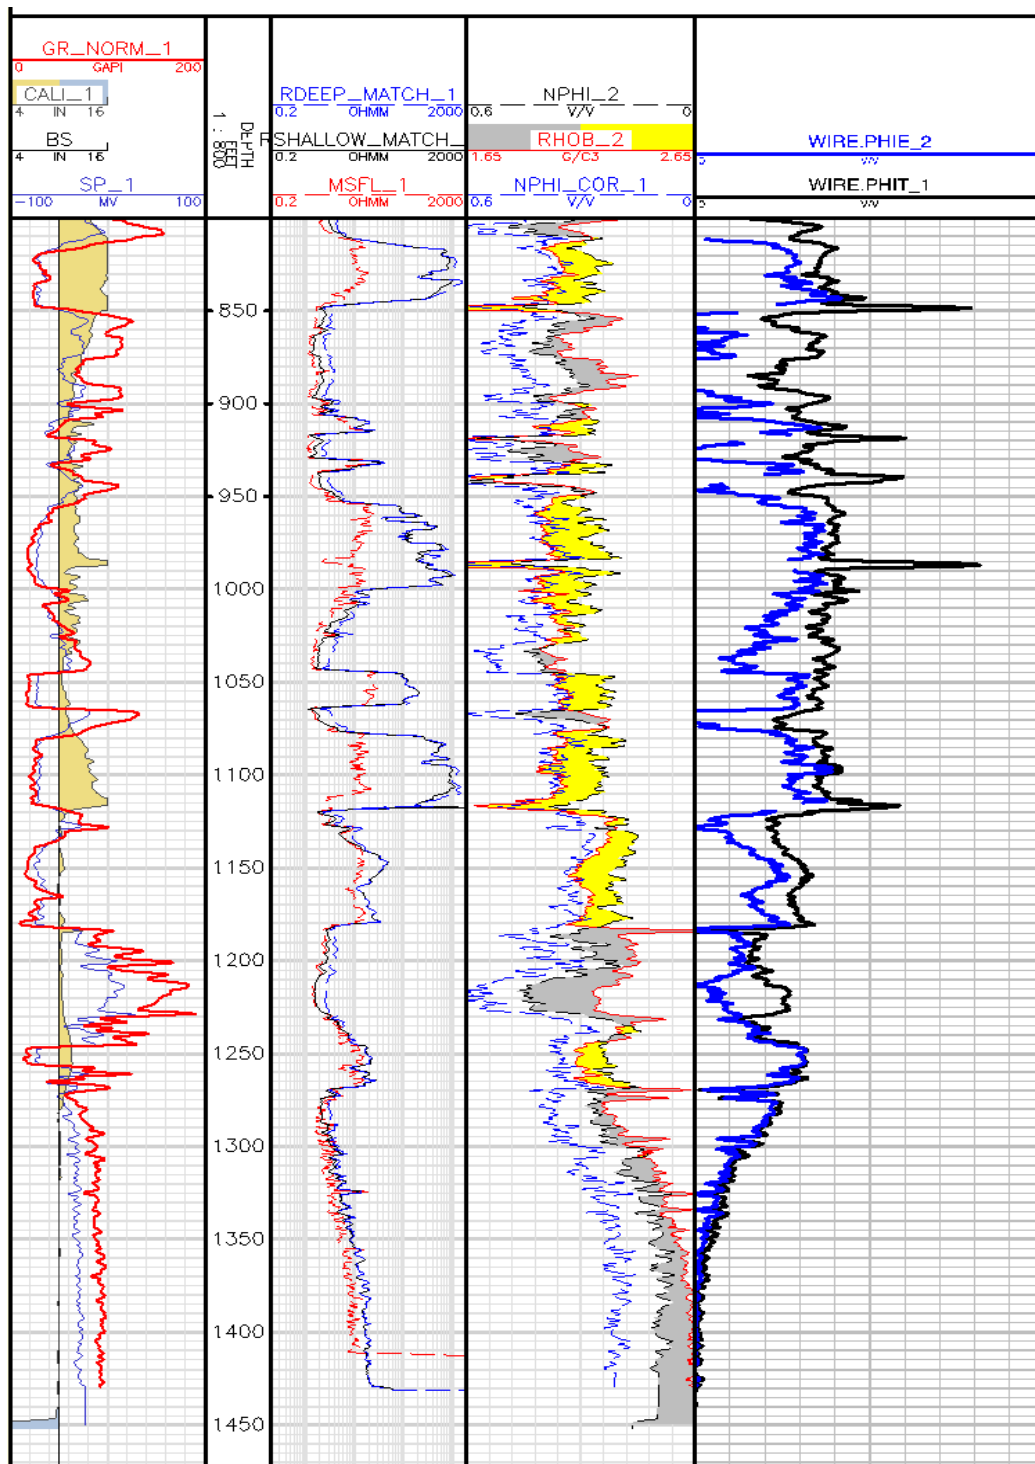 GR_NORM_1
0 GAPI 200
CALI_1
4 IN 16
BS
4 IN 16
SP_1
-100 MV 100
DEPTH
FEET
1 : 800
RDEEP_MATCH_1
0.2 OHMM 2000
RSHALLOW_MATCH_
0.2 OHMM 2000
MSFL_1
0.2 OHMM 2000
NPHI_2
0.6 V/V 0
RHOB_2
1.65 G/C3 2.65
NPHI_COR_1
0.6 V/V 0
WIRE.PHIE_2
WIRE.PHIT_1
850
900
950
1000
1050
1100
1150
1200
1250
1300
1350
1400
1450